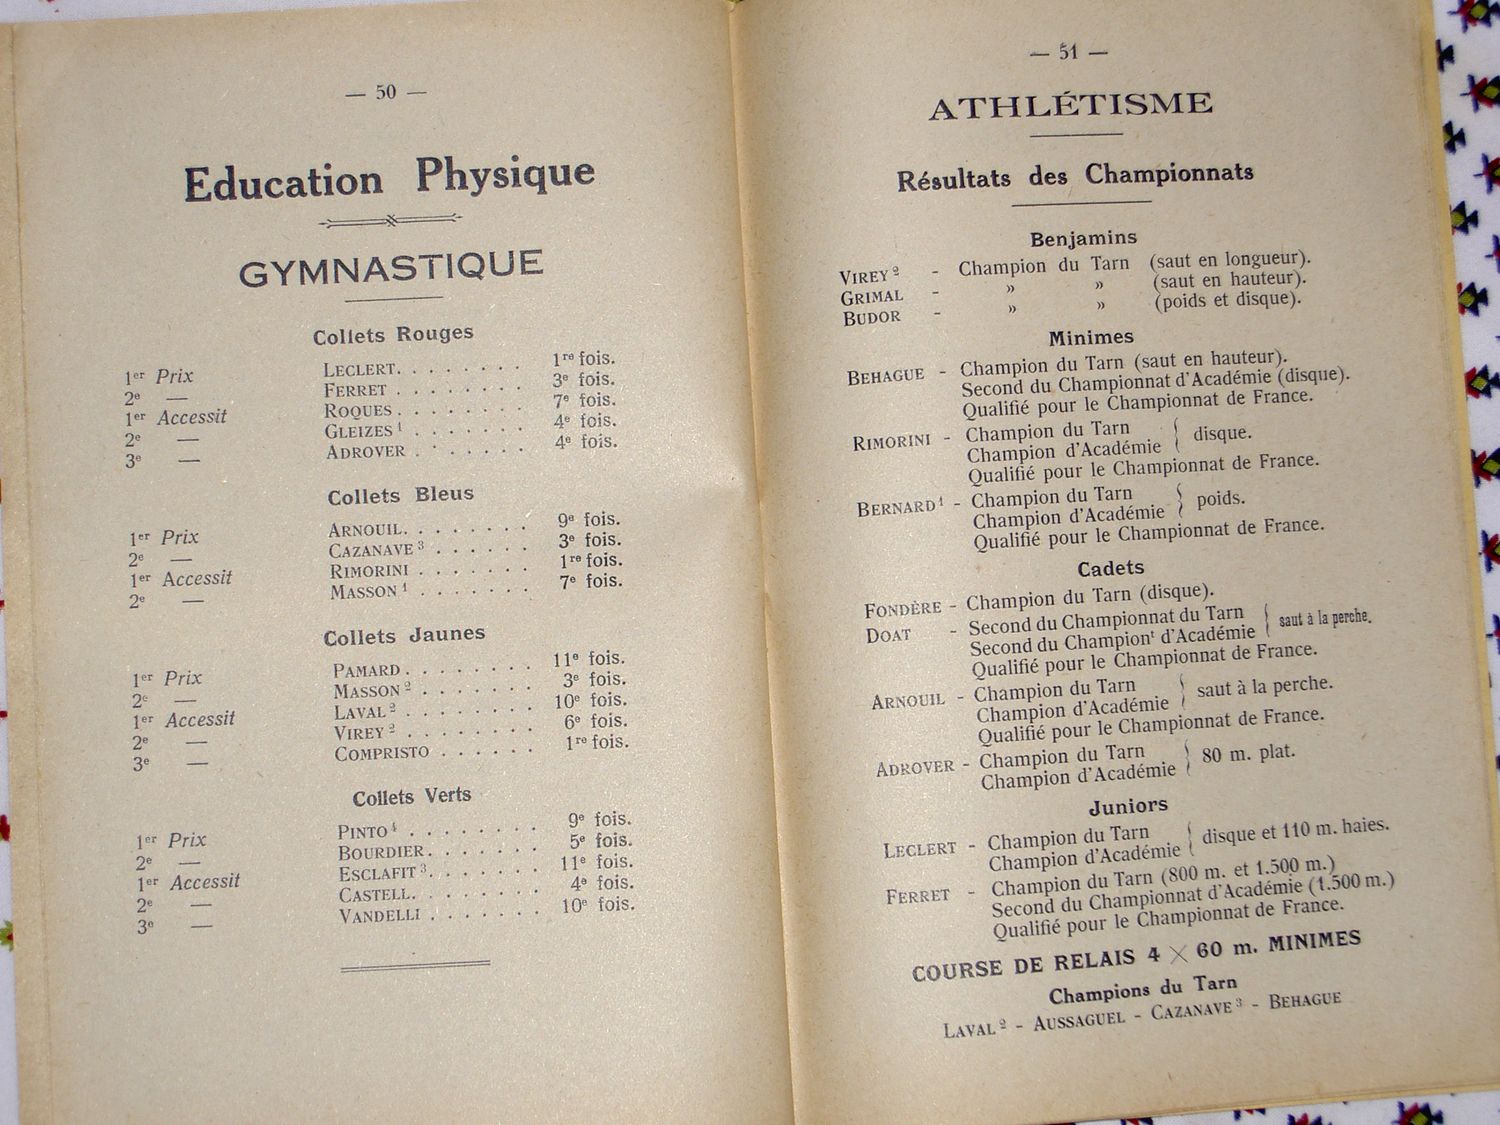 — 50 —
Education Physique
GYMNASTIQUE
Collets Rouges
1er Prix LECLERT. . . . . . . . 1re fois.
2e — FERRET . . . . . . . . 3e fois.
1er Accessit ROQUES . . . . . . . . 7e fois.
2e — GLEIZES 1 . . . . . . . 4e fois.
3e — ADROVER . . . . . . 4e fois.
Collets Bleus
1er Prix ARNOUIL. . . . . . . . 9e fois.
2e — CAZANAVE 3 . . . . . . 3e fois.
1er Accessit RIMORINI . . . . . . . 1re fois.
2e — MASSON 1 . . . . . . . 7e fois.
Collets Jaunes
1er Prix PAMARD . . . . . . . . 11e fois.
2e — MASSON 2 . . . . . . . 3e fois.
1er Accessit LAVAL 2 . . . . . . . . 10e fois.
2e — VIREY 2 . . . . . . . . 6e fois.
3e — COMPRISTO . . . . . . 1re fois.
Collets Verts
1er Prix PINTO 4 . . . . . . . . 9e fois.
2e — BOURDIER. . . . . . . 5e fois.
1er Accessit ESCLAFIT 3. . . . . . . 11e fois.
2e — CASTELL. . . . . . . . 4e fois.
3e — VANDELLI . . . . . . . 10e fois.
— 51 —
ATHLÉTISME
Résultats des Championnats
Benjamins
VIREY 2 - Champion du Tarn (saut en longueur).
GRIMAL - » » (saut en hauteur).
BUDOR - » » (poids et disque).
Minimes
BEHAGUE - Champion du Tarn (saut en hauteur).
Second du Championnat d'Académie (disque).
Qualifié pour le Championnat de France.
RIMORINI - Champion du Tarn
Champion d'Académie } disque.
Qualifié pour le Championnat de France.
BERNARD 1 - Champion du Tarn
Champion d'Académie } poids.
Qualifié pour le Championnat de France.
Cadets
FONDÈRE - Champion du Tarn (disque).
DOAT - Second du Championnat du Tarn
Second du Championt d'Académie } saut à la perche.
Qualifié pour le Championnat de France.
ARNOUIL - Champion du Tarn
Champion d'Académie } saut à la perche.
Qualifié pour le Championnat de France.
ADROVER - Champion du Tarn
Champion d'Académie } 80 m. plat.
Juniors
LECLERT - Champion du Tarn
Champion d'Académie } disque et 110 m. haies.
FERRET - Champion du Tarn (800 m. et 1.500 m.)
Second du Championnat d'Académie (1.500 m.)
Qualifié pour le Championnat de France.
COURSE DE RELAIS 4 × 60 m. MINIMES
Champions du Tarn
LAVAL 2 - AUSSAGUEL - CAZANAVE 3 - BEHAGUE